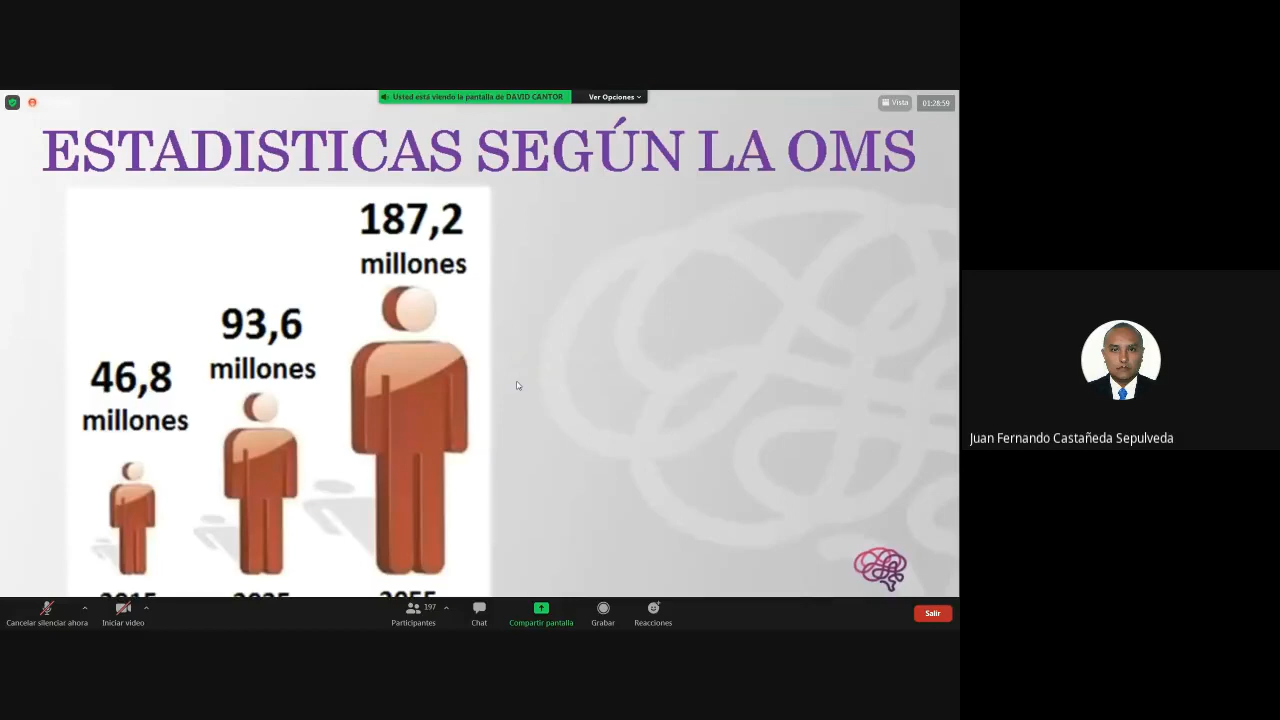 Usted está viendo la pantalla de DAVID CANTOR
Ver Opciones
Vista
01:28:59
ESTADISTICAS SEGÚN LA OMS
187,2
millones
93,6
millones
46,8
millones
Juan Fernando Castañeda Sepulveda
197
Cancelar silenciar ahora
Iniciar video
Participantes
Chat
Compartir pantalla
Grabar
Reacciones
Salir